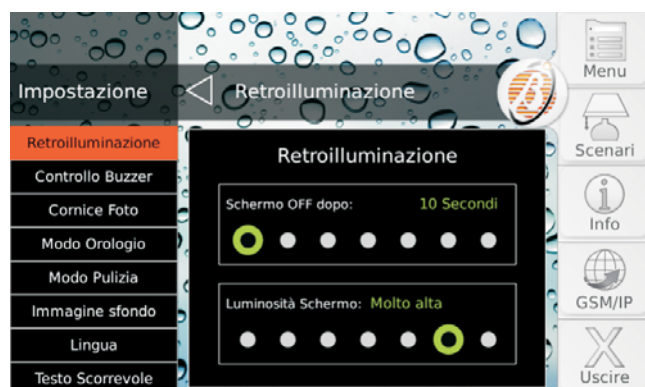 Impostazione
Retroilluminazione
Retroilluminazione
Controllo Buzzer
Cornice Foto
Modo Orologio
Modo Pulizia
Immagine sfondo
Lingua
Testo Scorrevole
Retroilluminazione
Schermo OFF dopo: 10 Secondi
Luminosità Schermo: Molto alta
Menu
Scenari
Info
GSM/IP
Uscire